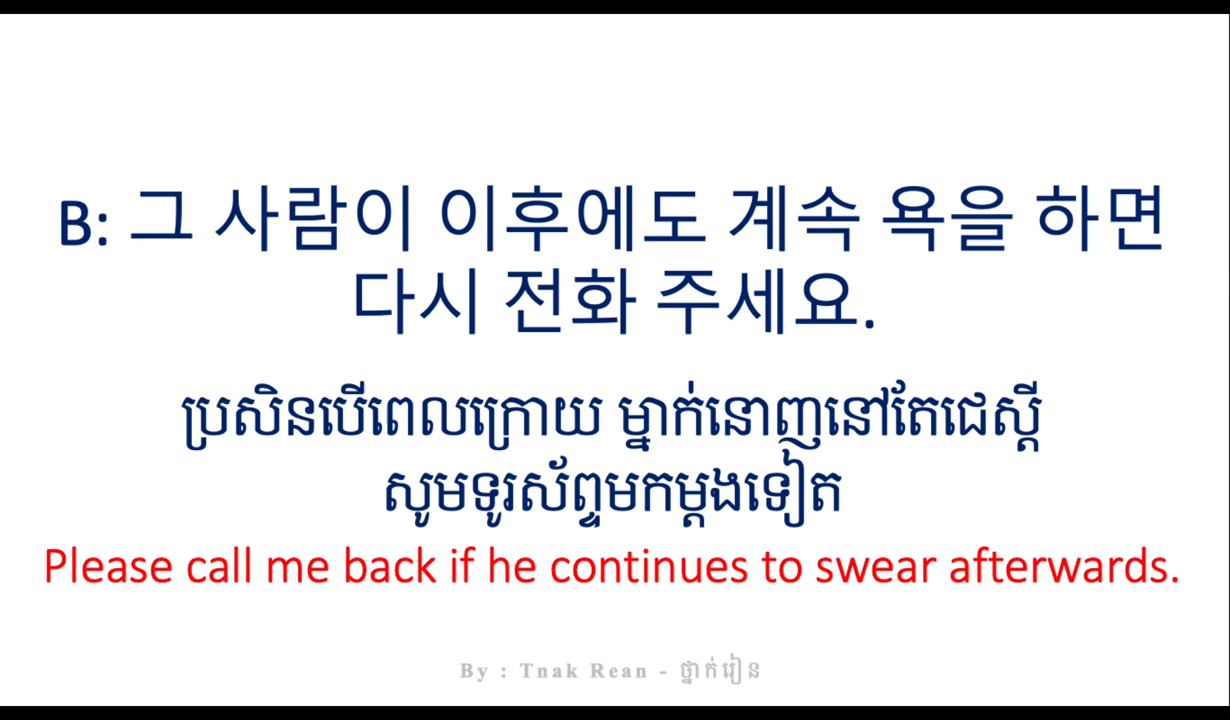 B: 그 사람이 이후에도 계속 욕을 하면
다시 전화 주세요.
ប្រសិនបើពេលក្រោយ ម្នាក់នោញនៅតែជេស្ដី
សូមទូរស័ព្ទមកម្ដងទៀត
Please call me back if he continues to swear afterwards.
By : Tnak Rean - ថ្នាក់រៀន